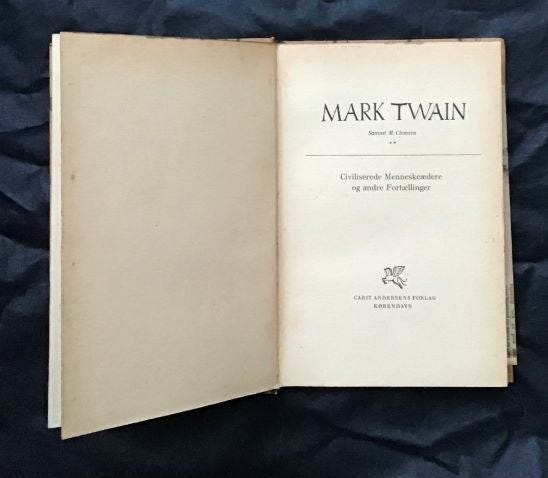 MARK TWAIN
Samuel M. Clemens
**
Civiliserede Menneskeædere
og andre Fortællinger
CARIT ANDERSENS FORLAG
KØBENHAVN